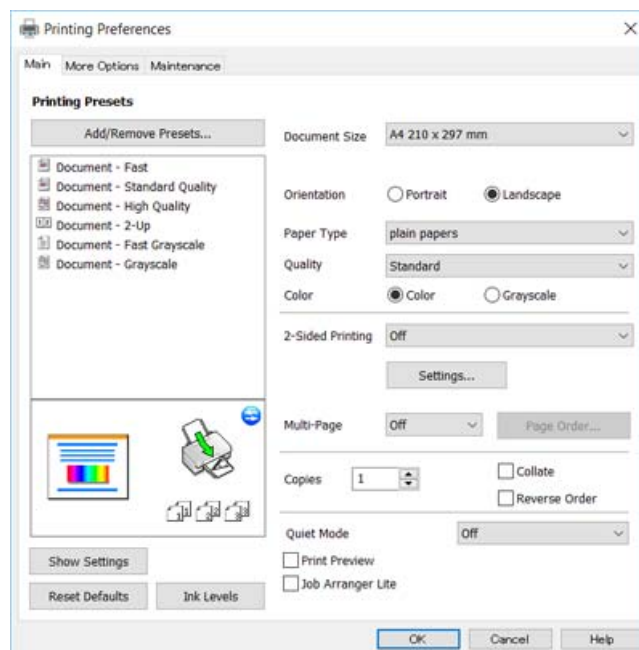 Printing Preferences
Main More Options Maintenance
Printing Presets
Add/Remove Presets...
Document - Fast
Document - Standard Quality
Document - High Quality
Document - 2-Up
Document - Fast Grayscale
Document - Grayscale
Show Settings
Reset Defaults Ink Levels
Document Size A4 210 x 297 mm
Orientation Portrait Landscape
Paper Type plain papers
Quality Standard
Color Color Grayscale
2-Sided Printing Off
Settings...
Multi-Page Off Page Order...
Copies 1 Collate
Reverse Order
Quiet Mode Off
Print Preview
Job Arranger Lite
OK Cancel Help